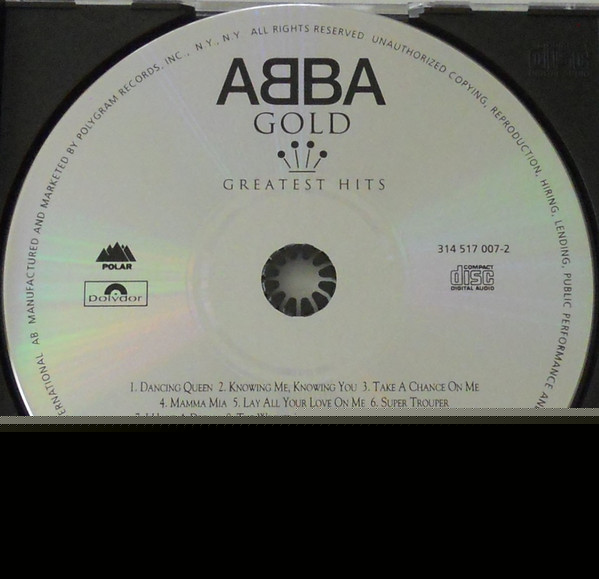 ERNATIONAL AB MANUFACTURED AND MARKETED BY POLYGRAM RECORDS, INC., N.Y., N.Y ALL RIGHTS RESERVED UNAUTHORIZED COPYING, REPRODUCTION, HIRING, LENDING, PUBLIC PERFORMANCE AND
ABBA
GOLD
GREATEST HITS
314 517 007-2
POLAR
COMPACT
disc
DIGITAL AUDIO
Polydor
1. DANCING QUEEN 2. KNOWING ME, KNOWING YOU 3. TAKE A CHANCE ON ME
4. MAMMA MIA 5. LAY ALL YOUR LOVE ON ME 6. SUPER TROUPER